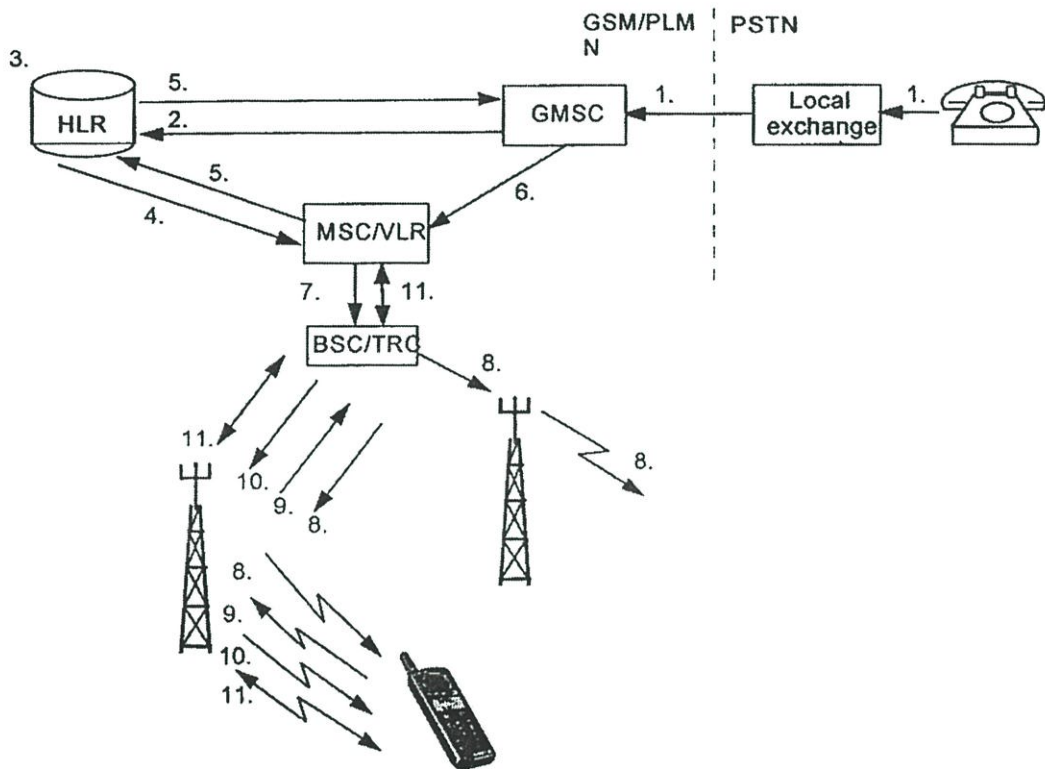 GSM/PLM
N
PSTN
3.
5.
1.
1.
HLR
2.
GMSC
Local
exchange
5.
6.
4.
MSC/VLR
7.
11.
BSC/TRC
8.
11.
10.
9.
8.
8.
8.
9.
10.
11.